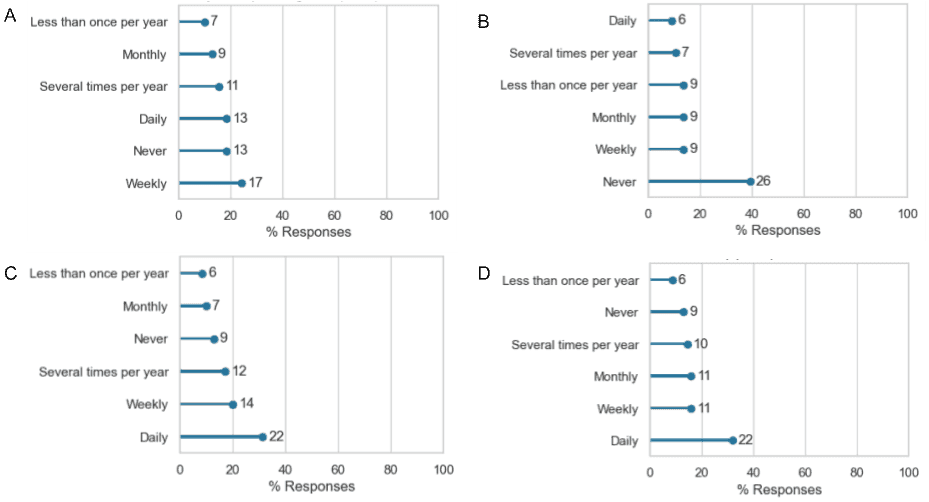 A
Less than once per year 7
Monthly 9
Several times per year 11
Daily 13
Never 13
Weekly 17
0 20 40 60 80 100
% Responses
B
Daily 6
Several times per year 7
Less than once per year 9
Monthly 9
Weekly 9
Never 26
0 20 40 60 80 100
% Responses
C
Less than once per year 6
Monthly 7
Never 9
Several times per year 12
Weekly 14
Daily 22
0 20 40 60 80 100
% Responses
D
Less than once per year 6
Never 9
Several times per year 10
Monthly 11
Weekly 11
Daily 22
0 20 40 60 80 100
% Responses